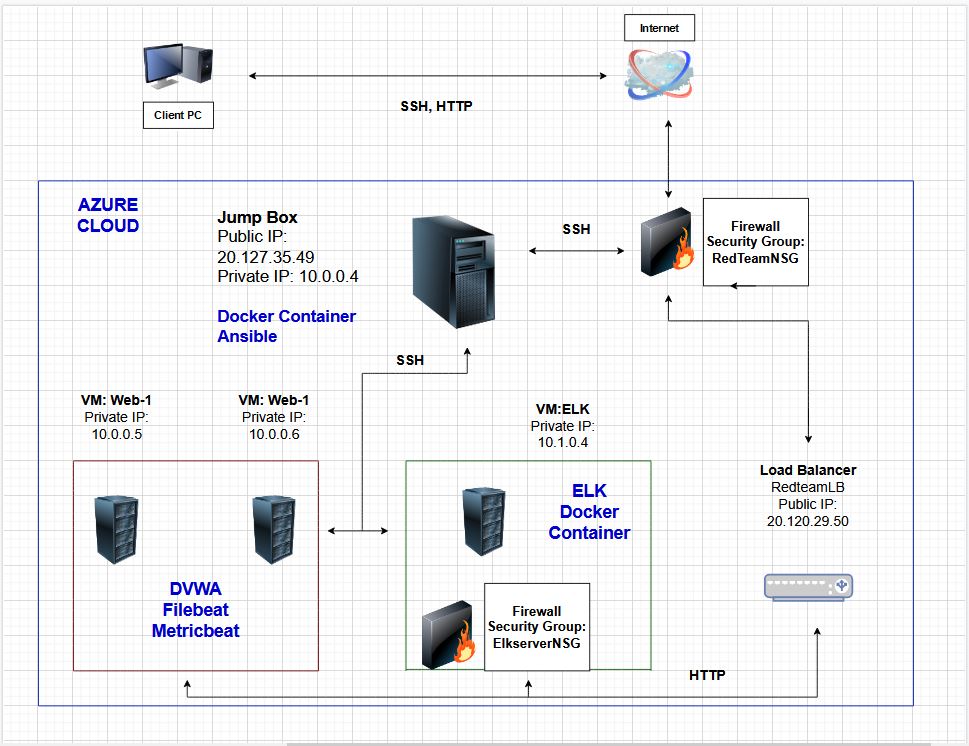 Internet
Client PC
SSH, HTTP
AZURE
CLOUD
Jump Box
Public IP:
20.127.35.49
Private IP: 10.0.0.4
Docker Container
Ansible
SSH
Firewall
Security Group:
RedTeamNSG
SSH
VM: Web-1
Private IP:
10.0.0.5
VM: Web-1
Private IP:
10.0.0.6
VM:ELK
Private IP:
10.1.0.4
Load Balancer
RedteamLB
Public IP:
20.120.29.50
DVWA
Filebeat
Metricbeat
ELK
Docker
Container
Firewall
Security Group:
ElkserverNSG
HTTP